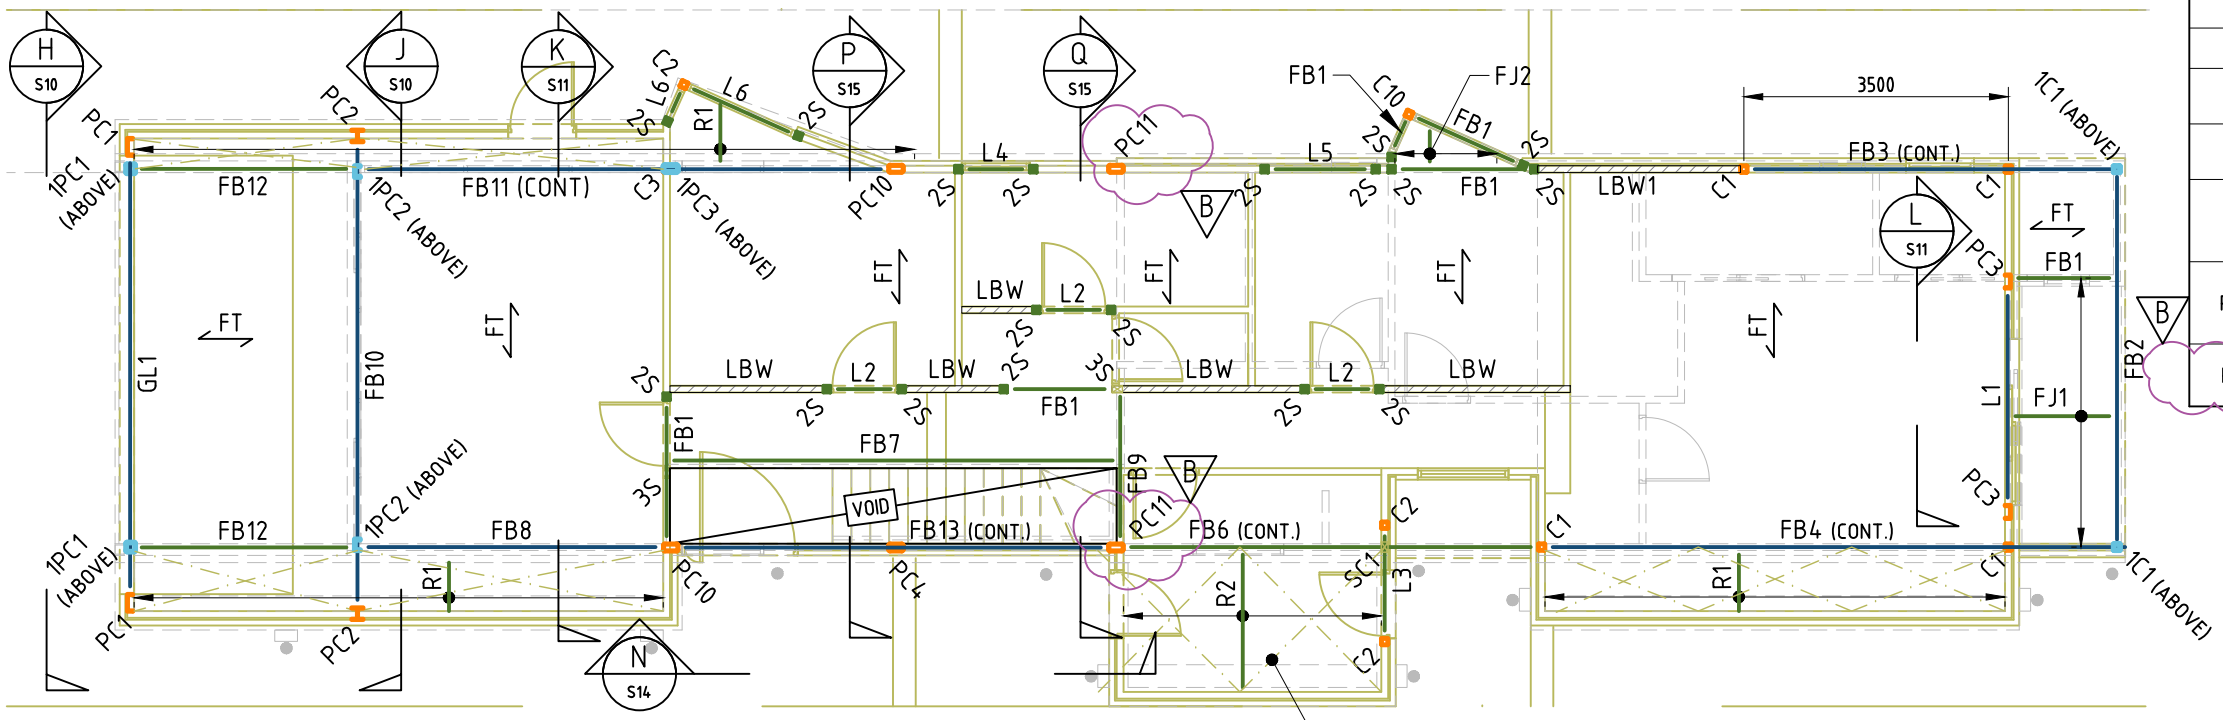 H
S10
J
S10
K
S11
P
S15
Q
S15
C2
L6
L6
2S
2S
R1
PC1
PC2
PC11
FB1
FJ2
C10
FB1
2S
2S
3500
1C1 (ABOVE)
1PC1
(ABOVE)
FB12
1PC2 (ABOVE)
FB11 (CONT)
C3
1PC3 (ABOVE)
PC10
L4
2S
2S
L5
2S
2S
2S
FB1
2S
LBW1
C1
FB3 (CONT.)
C1
B
L
S11
FT
PC3
FB1
FT
FT
FT
FT
FT
FT
LBW
L2
2S
2S
B
FB2
GL1
FB10
2S
LBW
L2
LBW
2S
3S
2S
2S
FB1
LBW
L2
LBW
2S
2S
L1
FJ1
FB1
FB7
3S
VOID
FB9
B
PC11
PC3
1PC2 (ABOVE)
1PC1
(ABOVE)
FB12
FB8
FB13 (CONT.)
FB6 (CONT.)
C2
C1
FB4 (CONT.)
C1
1C1 (ABOVE)
R1
PC10
PC4
SC1
L3
R2
R1
PC1
PC2
C2
N
S14